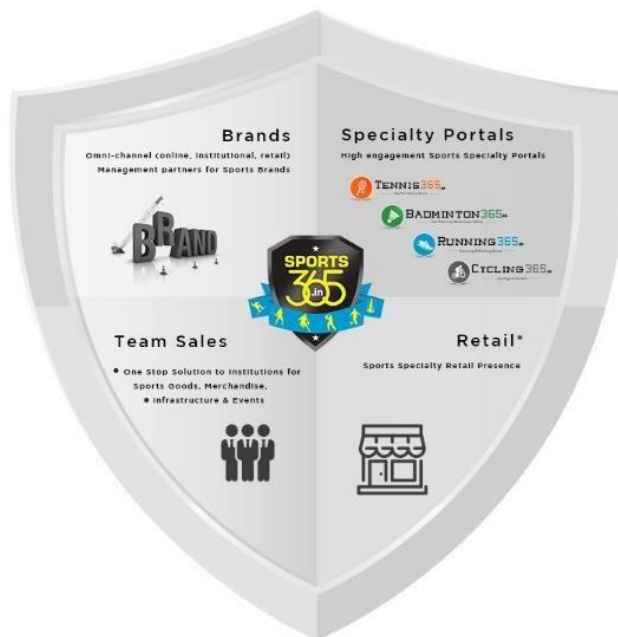 Brands
Omni-channel (online, institutional, retail)
Management partners for Sports Brands
BRAND
Specialty Portals
High engagement Sports Specialty Portals
TENNIS365
BADMINTON365
RUNNING365
CYCLING365
SPORTS
365
.in
Team Sales
• One Stop Solution to Institutions for
Sports Goods, Merchandise,
• Infrastructure & Events
Retail*
Sports Specialty Retail Presence